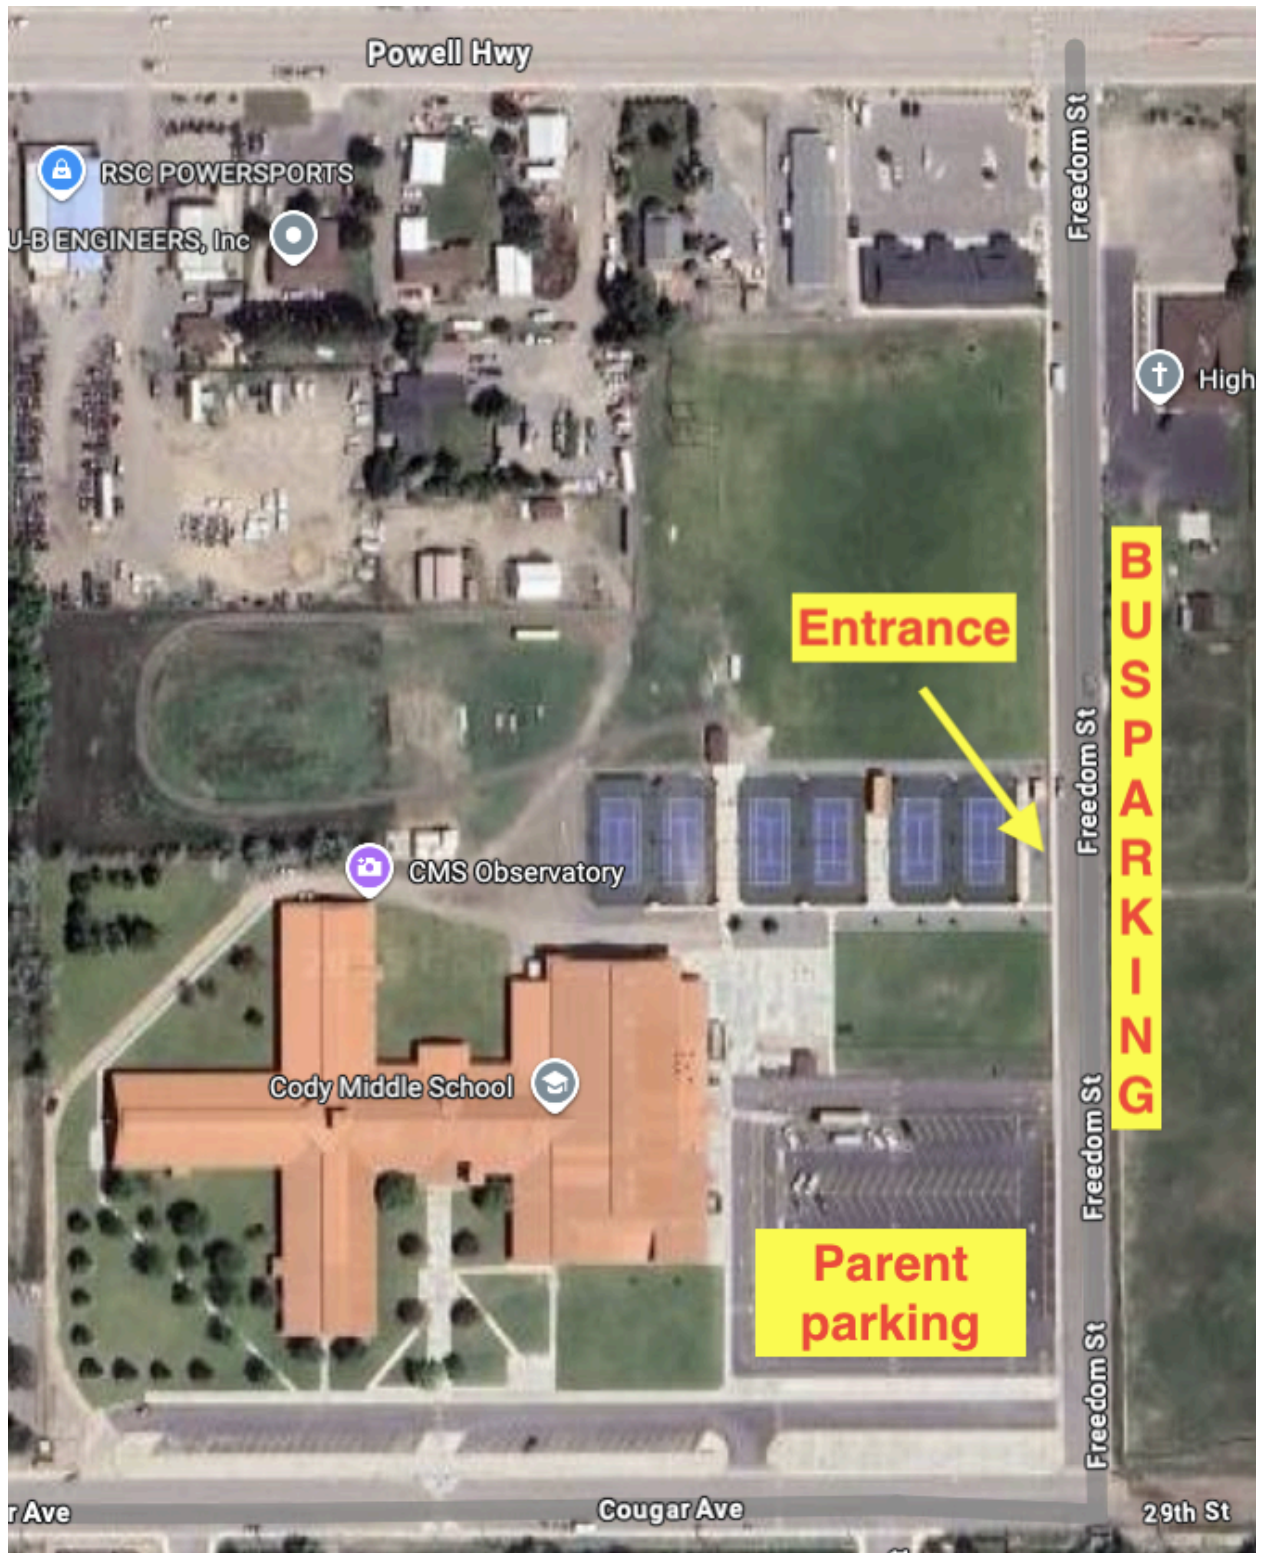 Powell Hwy
Freedom St
RSC POWERSPORTS
U-B ENGINEERS, Inc
High
BUSPARKING
Entrance
Freedom St
CMS Observatory
Cody Middle School
Freedom St
Parent
parking
Freedom St
r Ave
Cougar Ave
29th St